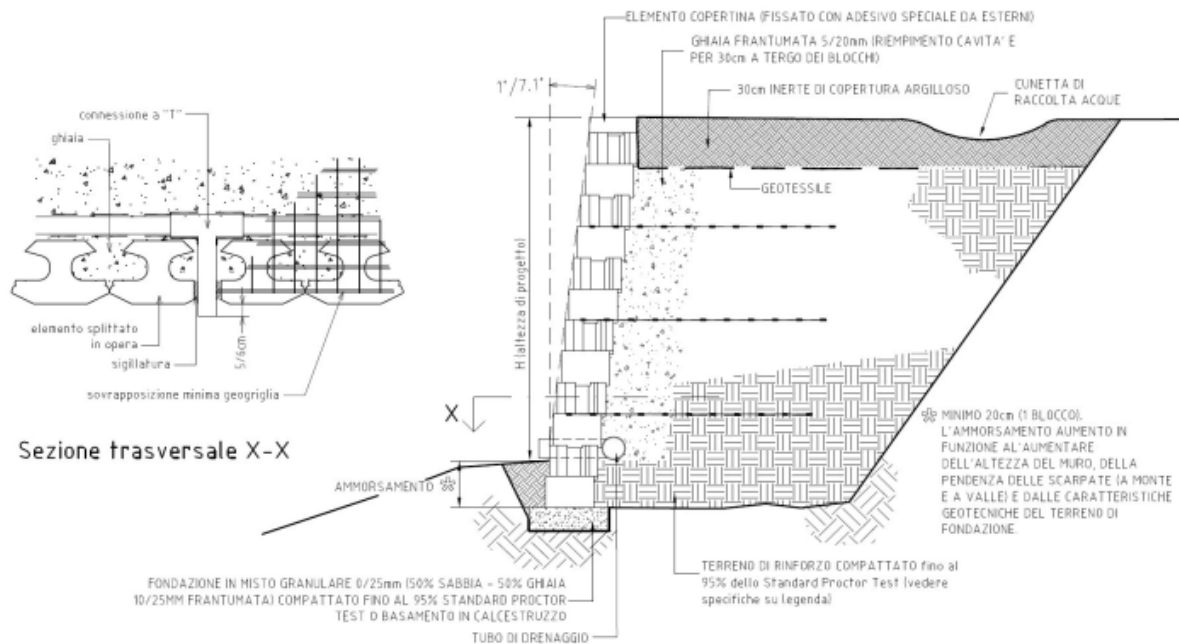 ELEMENTO COPERTINA (FISSATO CON ADESIVO SPECIALE DA ESTERNI)
GHIAIA FRANTUMATA 5/20mm (RIEMPIMENTO CAVITA' E
PER 30cm A TERGO DEI BLOCCHI)
1"/7.1"
30cm INERTE DI COPERTURA ARGILLOSO
CUNETTA DI
RACCOLTA ACQUE
connessione a "T"
ghiaia
GEOTESSILE
H (altezza di progetto)
elemento splittato
in opera
sigillatura
5/6cm
sovrapposizione minima geogriglia
X
Sezione trasversale X-X
AMMORSAMENTO
MINIMO 20cm (1 BLOCCO).
L'AMMORSAMENTO AUMENTO IN
FUNZIONE AL'AUMENTARE
DELL'ALTEZZA DEL MURO, DELLA
PENDENZA DELLE SCARPATE (A MONTE
E A VALLE) E DALLE CARATTERISTICHE
GEOTECNICHE DEL TERRENO DI
FONDAZIONE.
FONDAZIONE IN MISTO GRANULARE 0/25mm (50% SABBIA - 50% GHIAIA
10/25MM FRANTUMATA) COMPATTATO FINO AL 95% STANDARD PROCTOR
TEST O BASAMENTO IN CALCESTRUZZO
TUBO DI DRENAGGIO
TERRENO DI RINFORZO COMPATTATO fino al
95% dello Standard Proctor Test (vedere
specifiche su legenda)